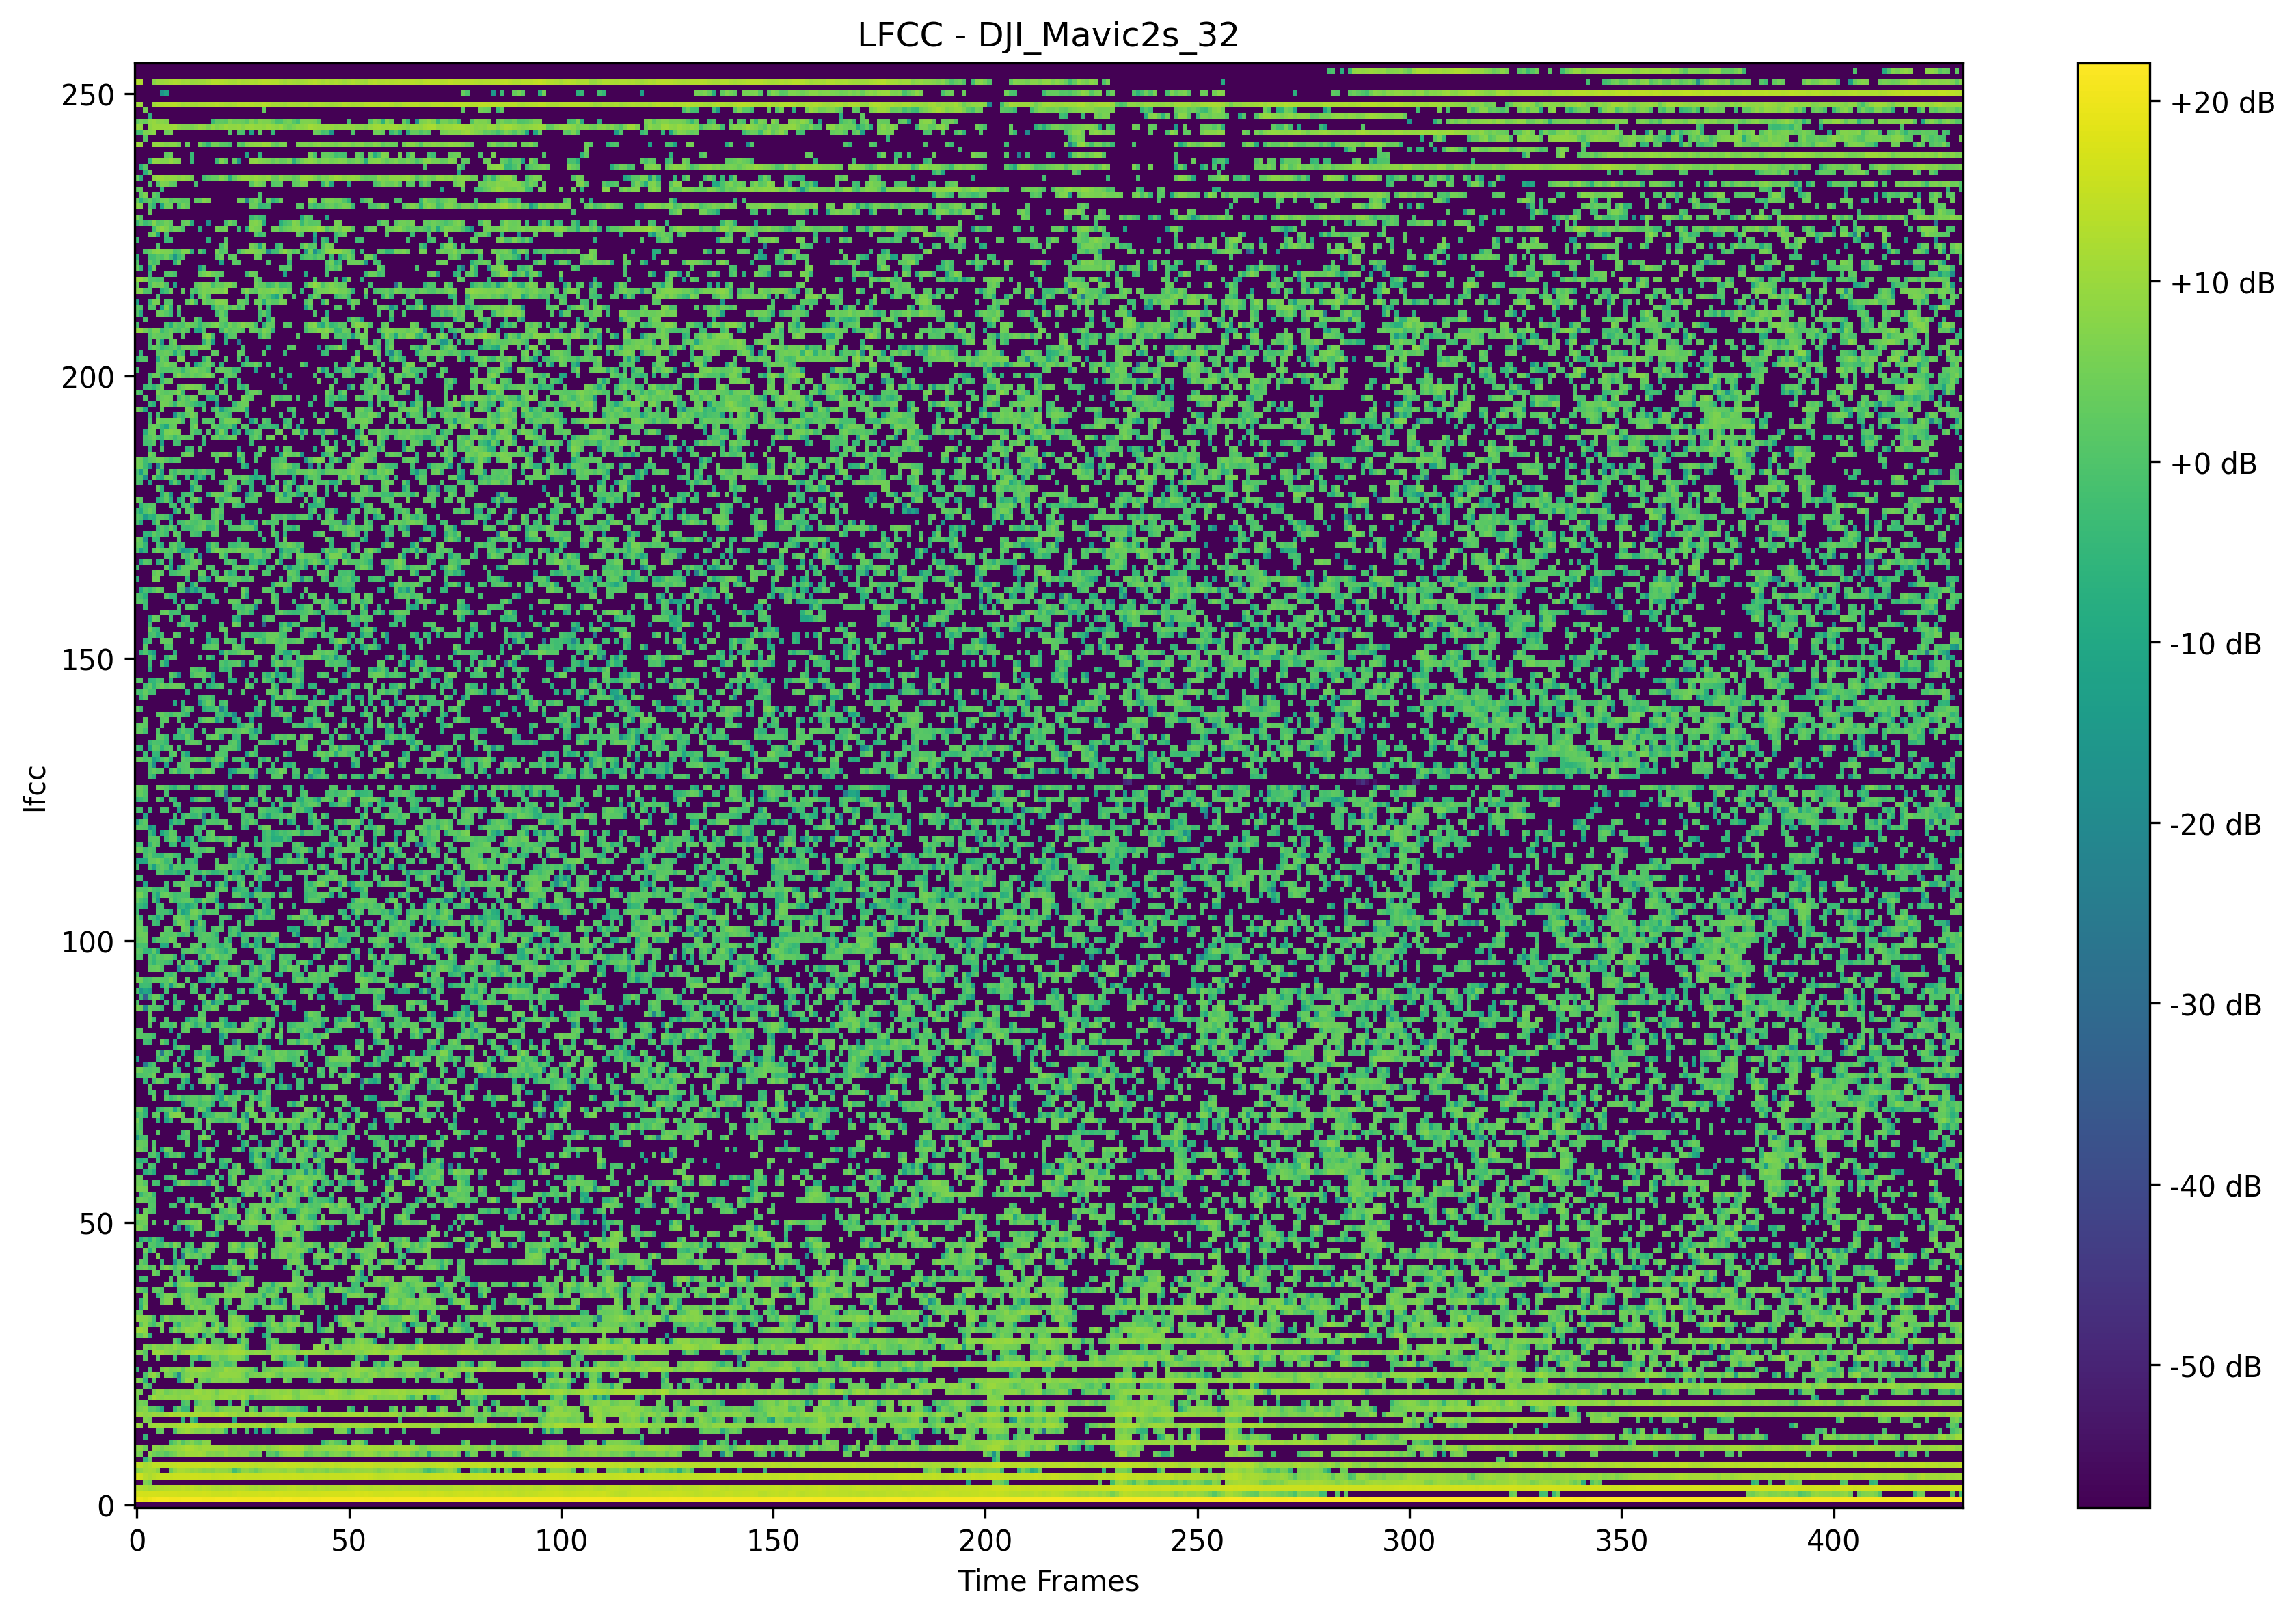 LFCC - DJI_Mavic2s_32
250
200
150
100
50
0
lfcc
0 50 100 150 200 250 300 350 400
Time Frames
+20 dB
+10 dB
+0 dB
-10 dB
-20 dB
-30 dB
-40 dB
-50 dB